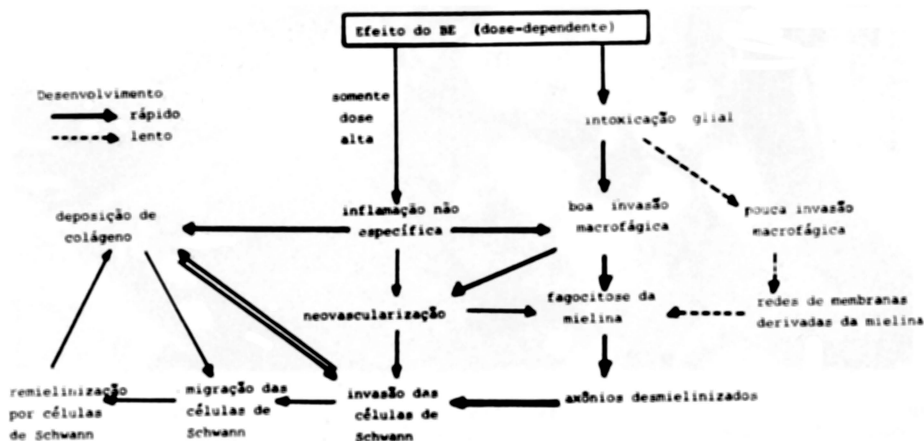 Efeito do BE (dose-dependente)
Desenvolvimento
rápido
lento
somente
dose
alta
intoxicação glial
deposição de
colágeno
inflamação não
específica
boa invasão
macrofágica
pouca invasão
macrofágica
neovascularização
fagocitose da
mielina
redes de membranas
derivadas da mielina
remielinização
por células
de Schwann
migração das
células de
Schwann
invasão das
células de
Schwann
axônios desmielinizados